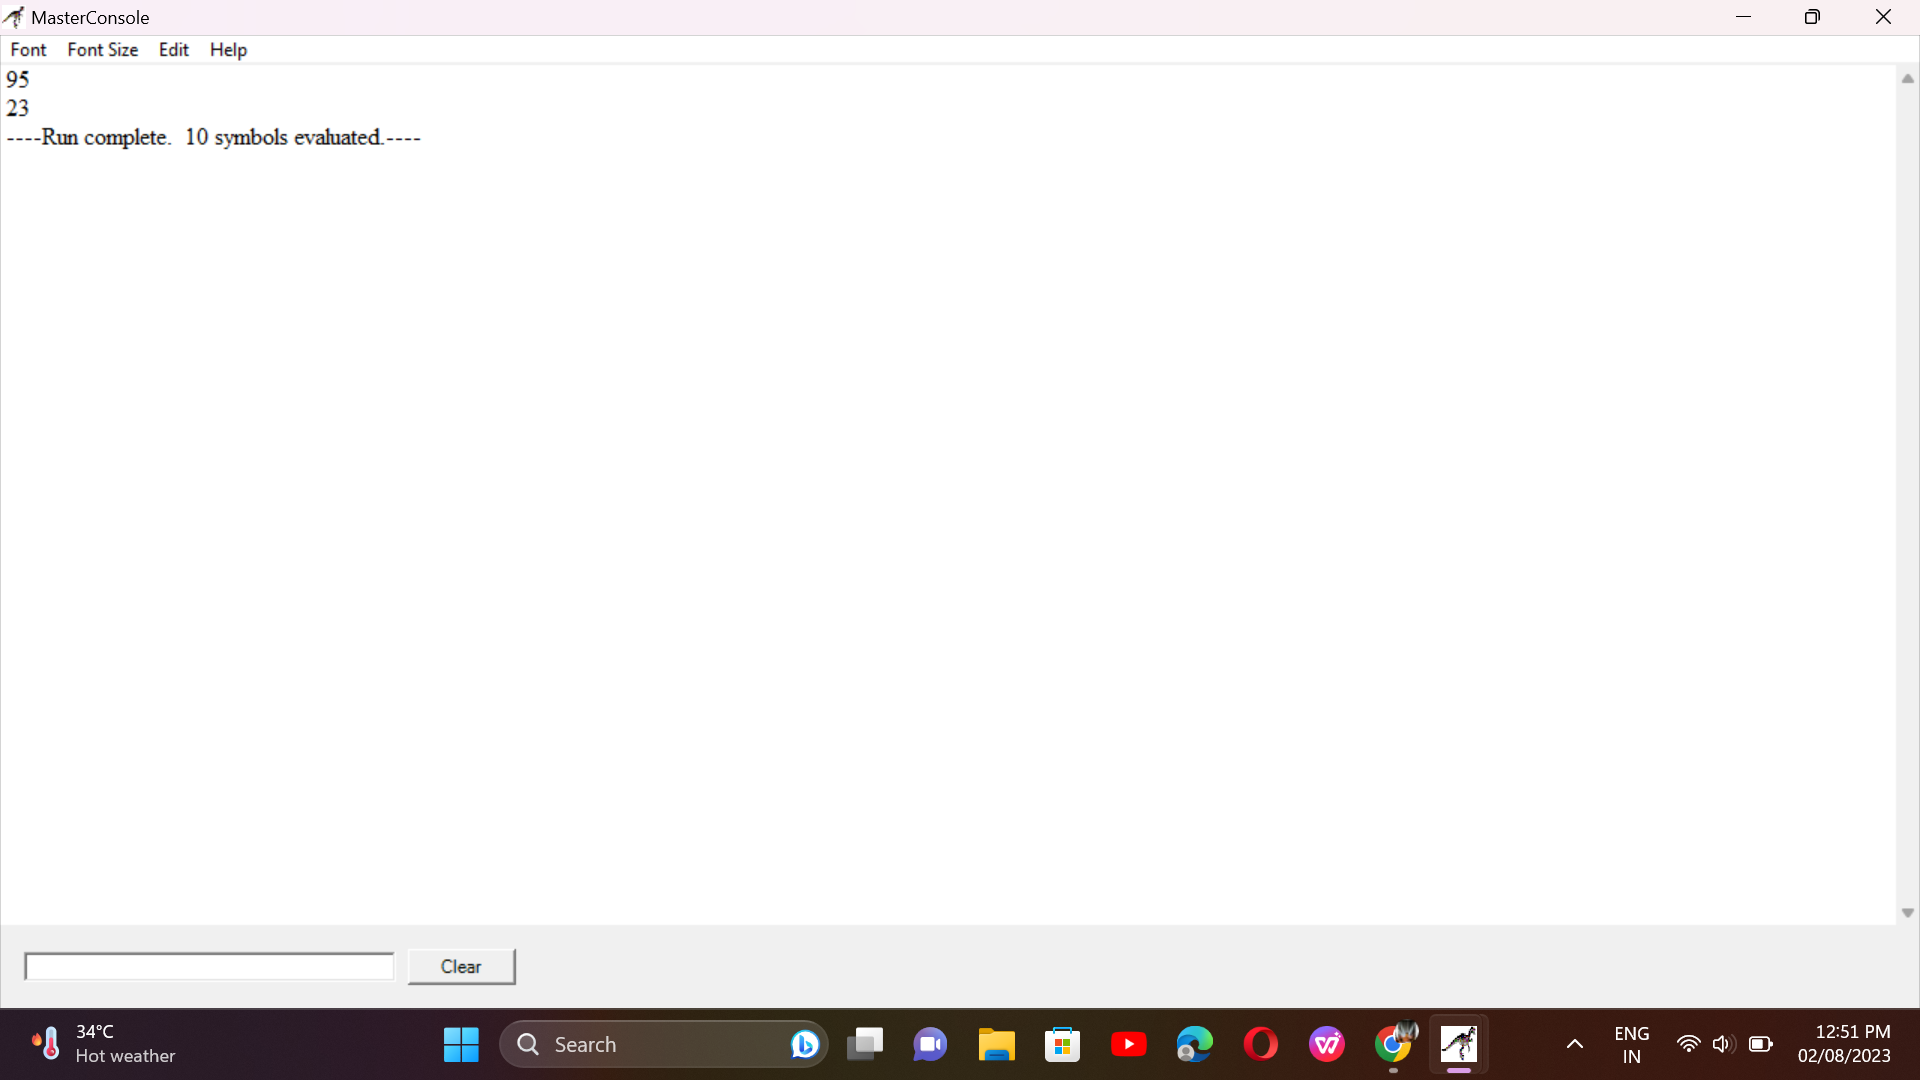 MasterConsole
Font Font Size Edit Help
95
23
----Run complete.  10 symbols evaluated.----
Clear
34°C
Hot weather
Search
ENG
IN
12:51 PM
02/08/2023